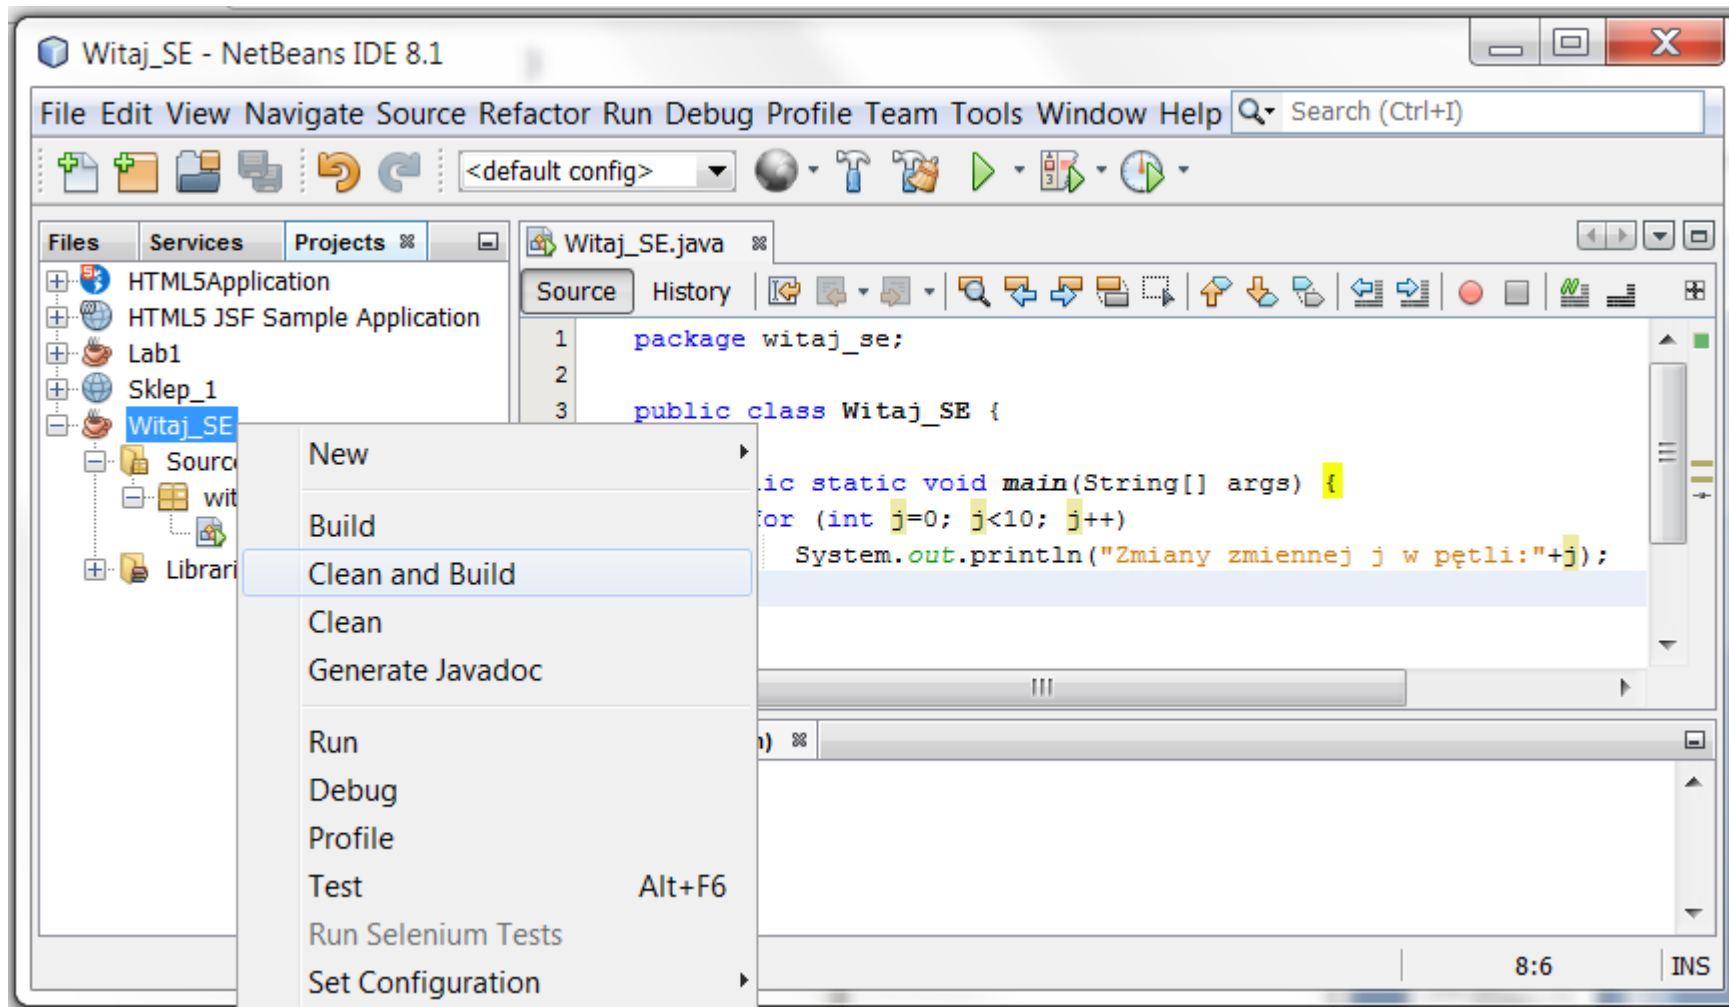 Witaj_SE - NetBeans IDE 8.1
File Edit View Navigate Source Refactor Run Debug Profile Team Tools Window Help Search (Ctrl+I)
<default config>
Files Services Projects
HTML5Application
HTML5 JSF Sample Application
Lab1
Sklep_1
Witaj_SE
Sourc
wit
Librari
New
Build
Clean and Build
Clean
Generate Javadoc
Run
Debug
Profile
Test Alt+F6
Run Selenium Tests
Set Configuration
Witaj_SE.java
Source History
1 package witaj_se;
2
3 public class Witaj_SE {
ic static void main(String[] args) {
or (int j=0; j<10; j++)
System.out.println("Zmiany zmiennej j w pętli:"+j);
)
8:6 INS